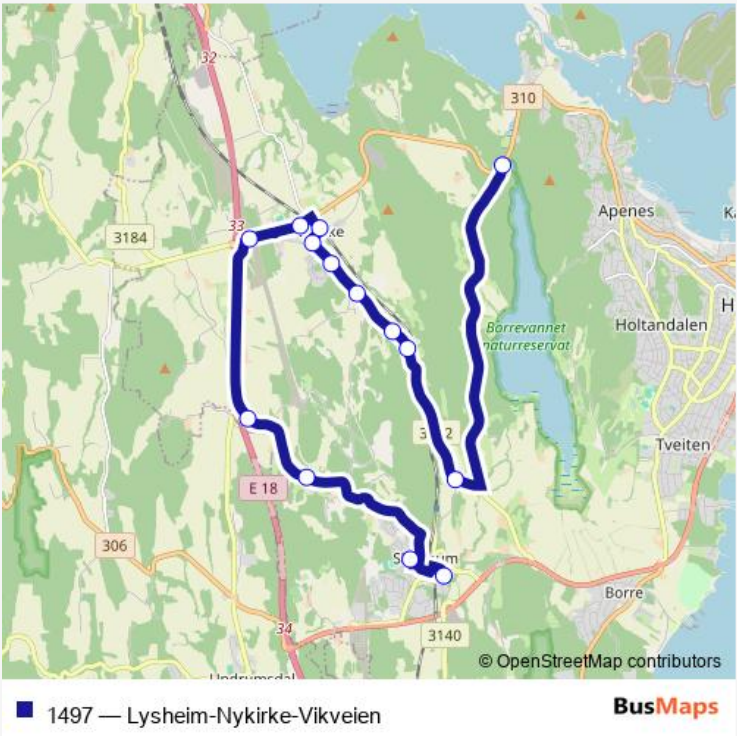 32
310
33
ke
3184
Apenes
Borrevannet
naturreservat
Holtandalen
H
Tveiten
E 18
306
Borre
34
3140
© OpenStreetMap contributors
1497 — Lysheim-Nykirke-Vikveien
BusMaps